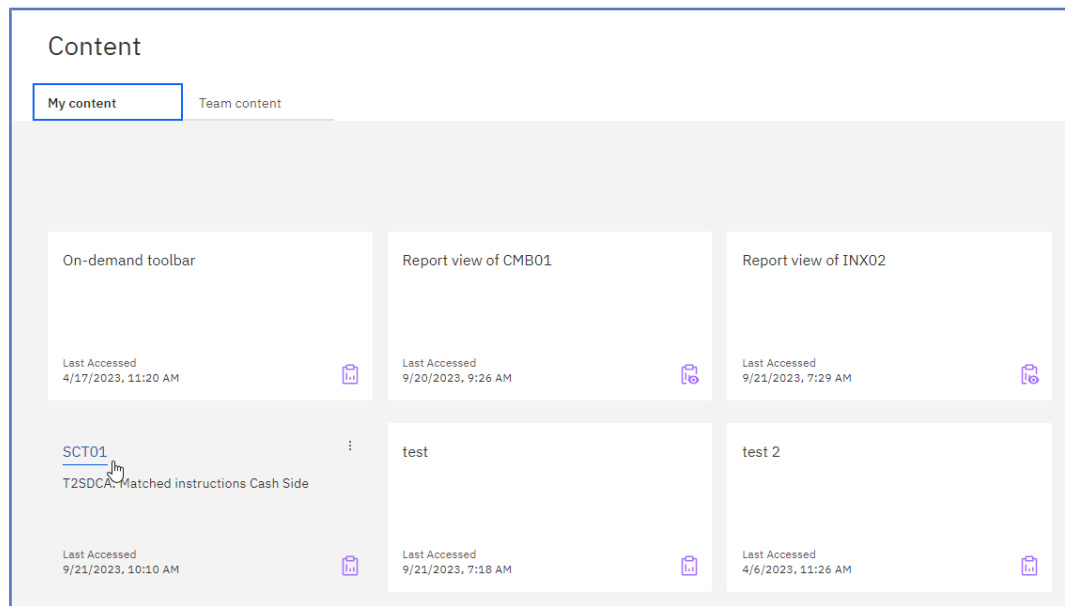 Content
My content
Team content
On-demand toolbar
Last Accessed
4/17/2023, 11:20 AM
Report view of CMB01
Last Accessed
9/20/2023, 9:26 AM
Report view of INX02
Last Accessed
9/21/2023, 7:29 AM
SCT01
T2SDCA: Matched instructions Cash Side
Last Accessed
9/21/2023, 10:10 AM
test
Last Accessed
9/21/2023, 7:18 AM
test 2
Last Accessed
4/6/2023, 11:26 AM